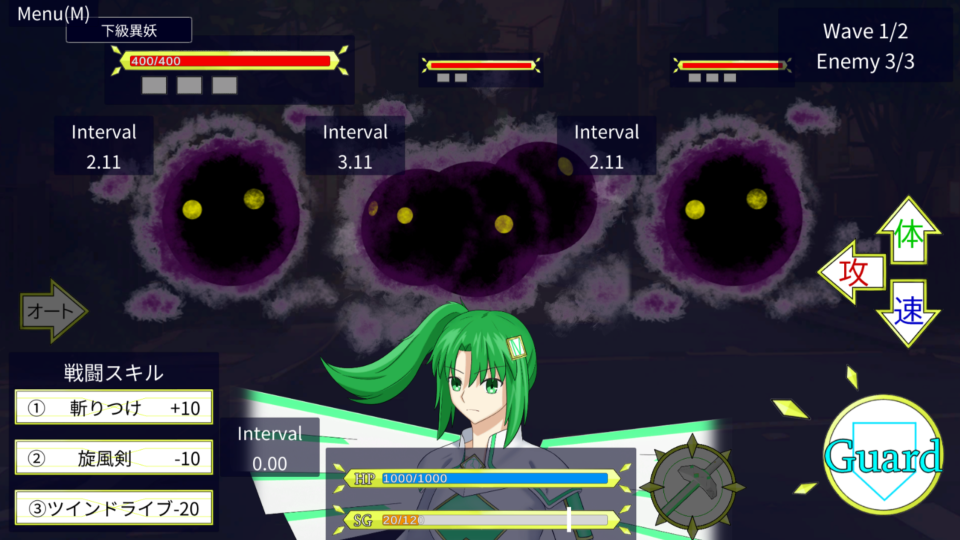 Menu(M)
下級異妖
400/400
Wave 1/2
Enemy 3/3
Interval
2.11
Interval
3.11
Interval
2.11
体
攻
速
オート
戦闘スキル
① 斬りつけ +10
② 旋風剣 -10
③ツインドライブ-20
Interval
0.00
M
HP 1000/1000
SG 20/120
Guard